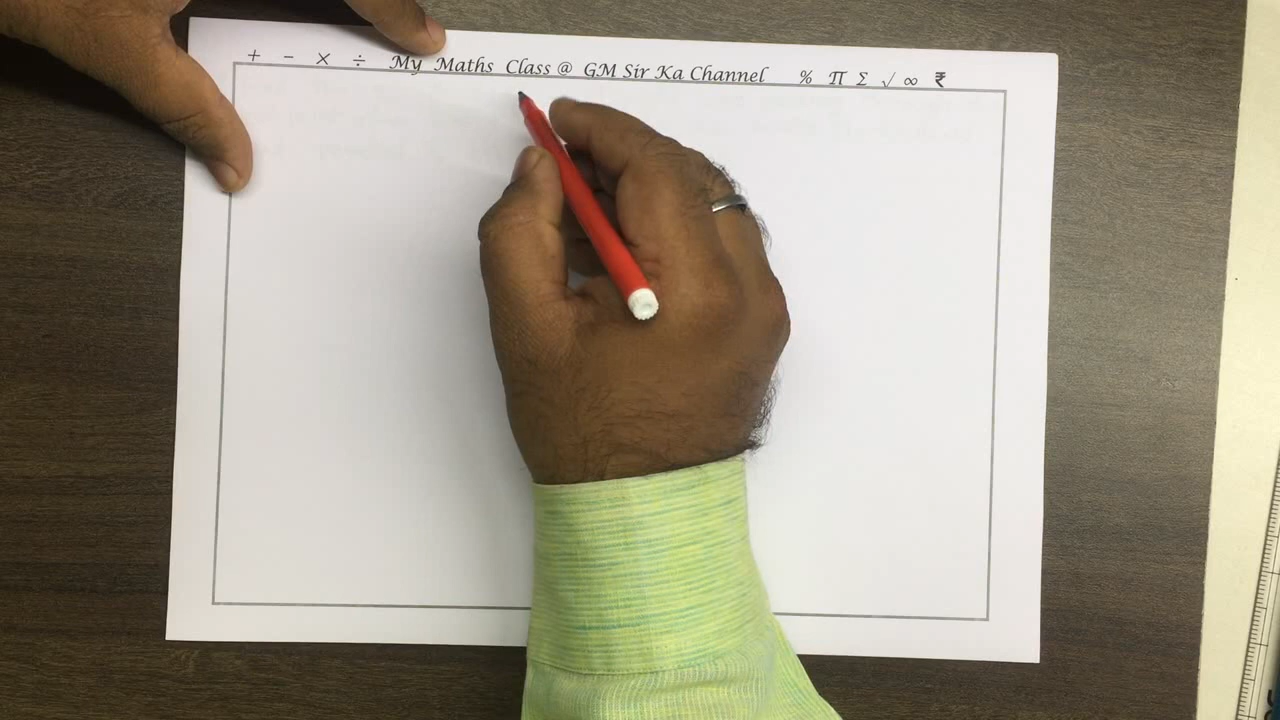 + − × ÷ My Maths Class @ GM Sir Ka Channel % Π Σ √ ∞ ₹